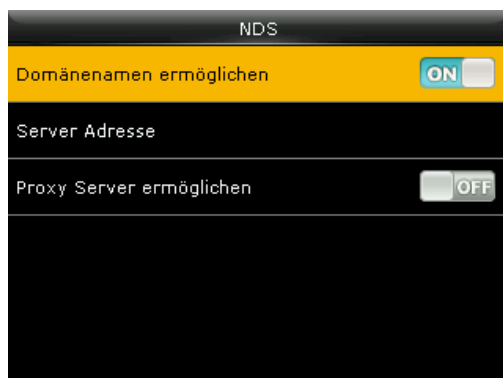 NDS
Domänenamen ermöglichen ON
Server Adresse
Proxy Server ermöglichen OFF